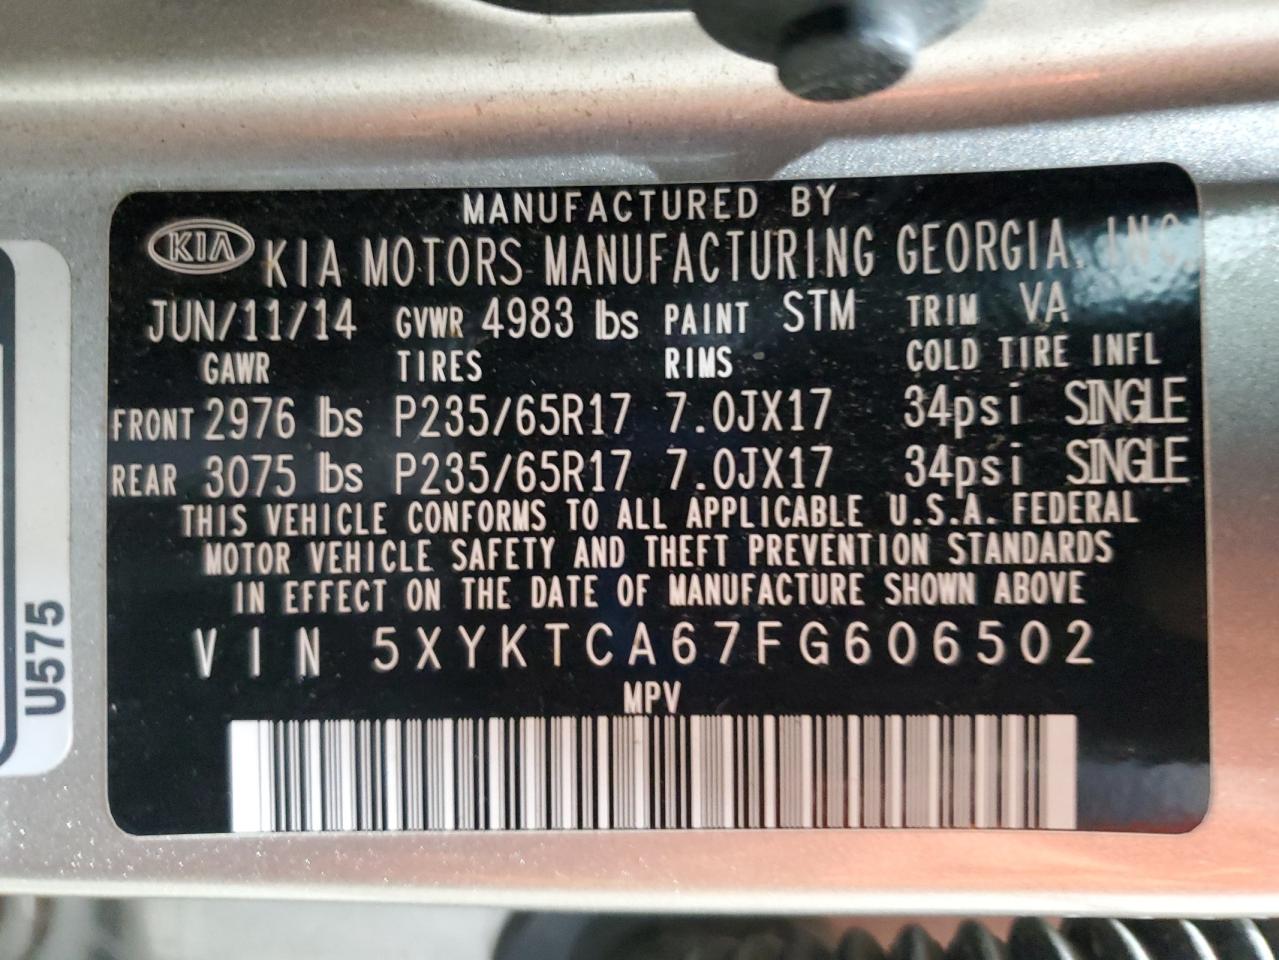 MANUFACTURED BY
KIA KIA MOTORS MANUFACTURING GEORGIA, INC.
JUN/11/14 GVWR 4983 lbs PAINT STM TRIM VA
GAWR TIRES RIMS COLD TIRE INFL
FRONT 2976 lbs P235/65R17 7.0JX17 34psi SINGLE
REAR 3075 lbs P235/65R17 7.0JX17 34psi SINGLE
THIS VEHICLE CONFORMS TO ALL APPLICABLE U.S.A. FEDERAL
MOTOR VEHICLE SAFETY AND THEFT PREVENTION STANDARDS
IN EFFECT ON THE DATE OF MANUFACTURE SHOWN ABOVE
VIN 5XYKTCA67FG606502
MPV
U575